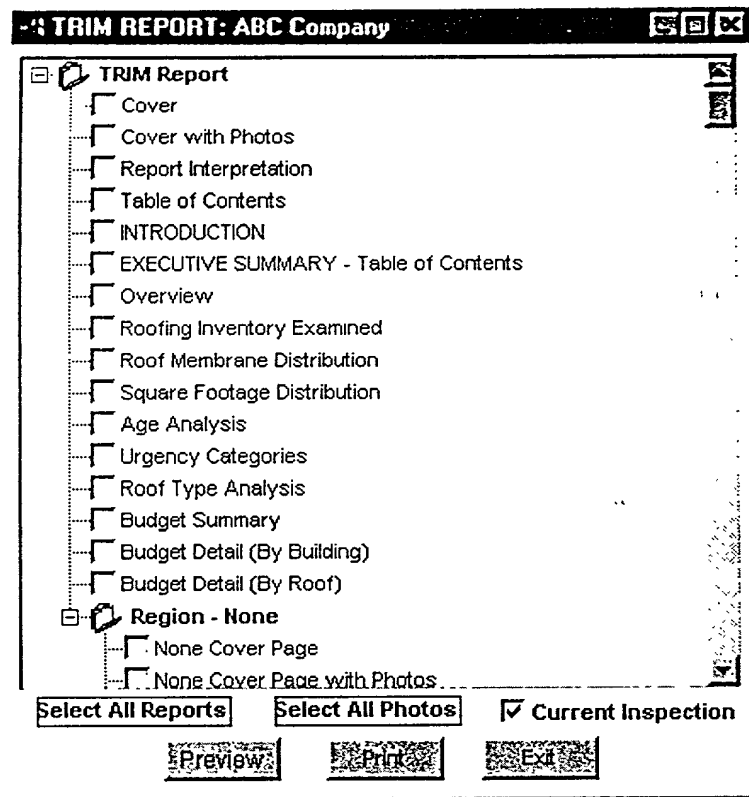 TRIM REPORT: ABC Company
TRIM Report
Cover
Cover with Photos
Report Interpretation
Table of Contents
INTRODUCTION
EXECUTIVE SUMMARY - Table of Contents
Overview
Roofing Inventory Examined
Roof Membrane Distribution
Square Footage Distribution
Age Analysis
Urgency Categories
Roof Type Analysis
Budget Summary
Budget Detail (By Building)
Budget Detail (By Roof)
Region - None
None Cover Page
None Cover Page with Photos
Select All Reports Select All Photos Current Inspection
Preview Print Exit